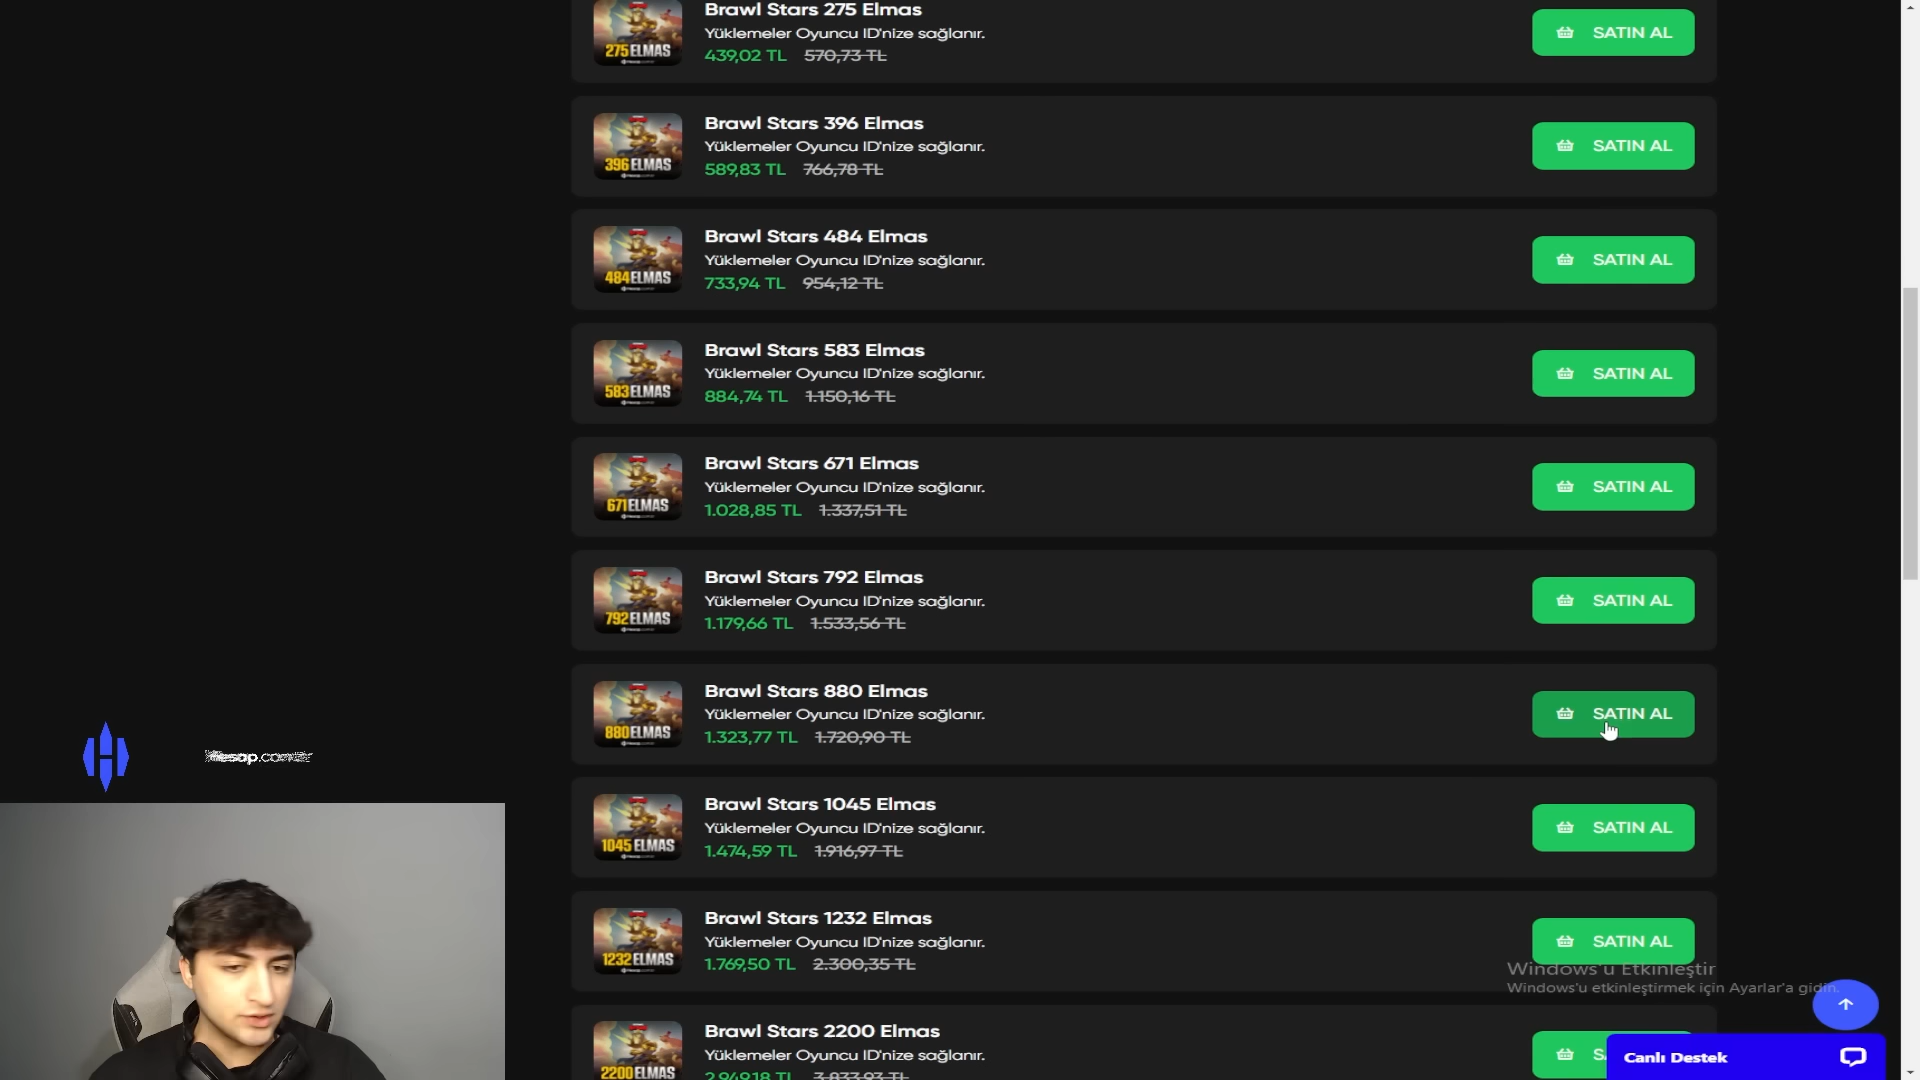 Brawl Stars 275 Elmas
Yüklemeler Oyuncu ID'nize sağlanır.
439,02 TL 570,73 TL
275 ELMAS
SATIN AL
Brawl Stars 396 Elmas
Yüklemeler Oyuncu ID'nize sağlanır.
589,83 TL 766,78 TL
396 ELMAS
SATIN AL
Brawl Stars 484 Elmas
Yüklemeler Oyuncu ID'nize sağlanır.
733,94 TL 954,12 TL
484 ELMAS
SATIN AL
Brawl Stars 583 Elmas
Yüklemeler Oyuncu ID'nize sağlanır.
884,74 TL 1.150,16 TL
583 ELMAS
SATIN AL
Brawl Stars 671 Elmas
Yüklemeler Oyuncu ID'nize sağlanır.
1.028,85 TL 1.337,51 TL
671 ELMAS
SATIN AL
Brawl Stars 792 Elmas
Yüklemeler Oyuncu ID'nize sağlanır.
1.179,66 TL 1.533,56 TL
792 ELMAS
SATIN AL
Brawl Stars 880 Elmas
Yüklemeler Oyuncu ID'nize sağlanır.
1.323,77 TL 1.720,90 TL
880 ELMAS
SATIN AL
Brawl Stars 1045 Elmas
Yüklemeler Oyuncu ID'nize sağlanır.
1.474,59 TL 1.916,97 TL
1045 ELMAS
SATIN AL
Brawl Stars 1232 Elmas
Yüklemeler Oyuncu ID'nize sağlanır.
1.769,50 TL 2.300,35 TL
1232 ELMAS
SATIN AL
Windows'u Etkinleştir
Windows'u etkinleştirmek için Ayarlar'a gidin.
Brawl Stars 2200 Elmas
Yüklemeler Oyuncu ID'nize sağlanır.
2.949,18 TL 3.833,93 TL
2200 ELMAS
Canlı Destek